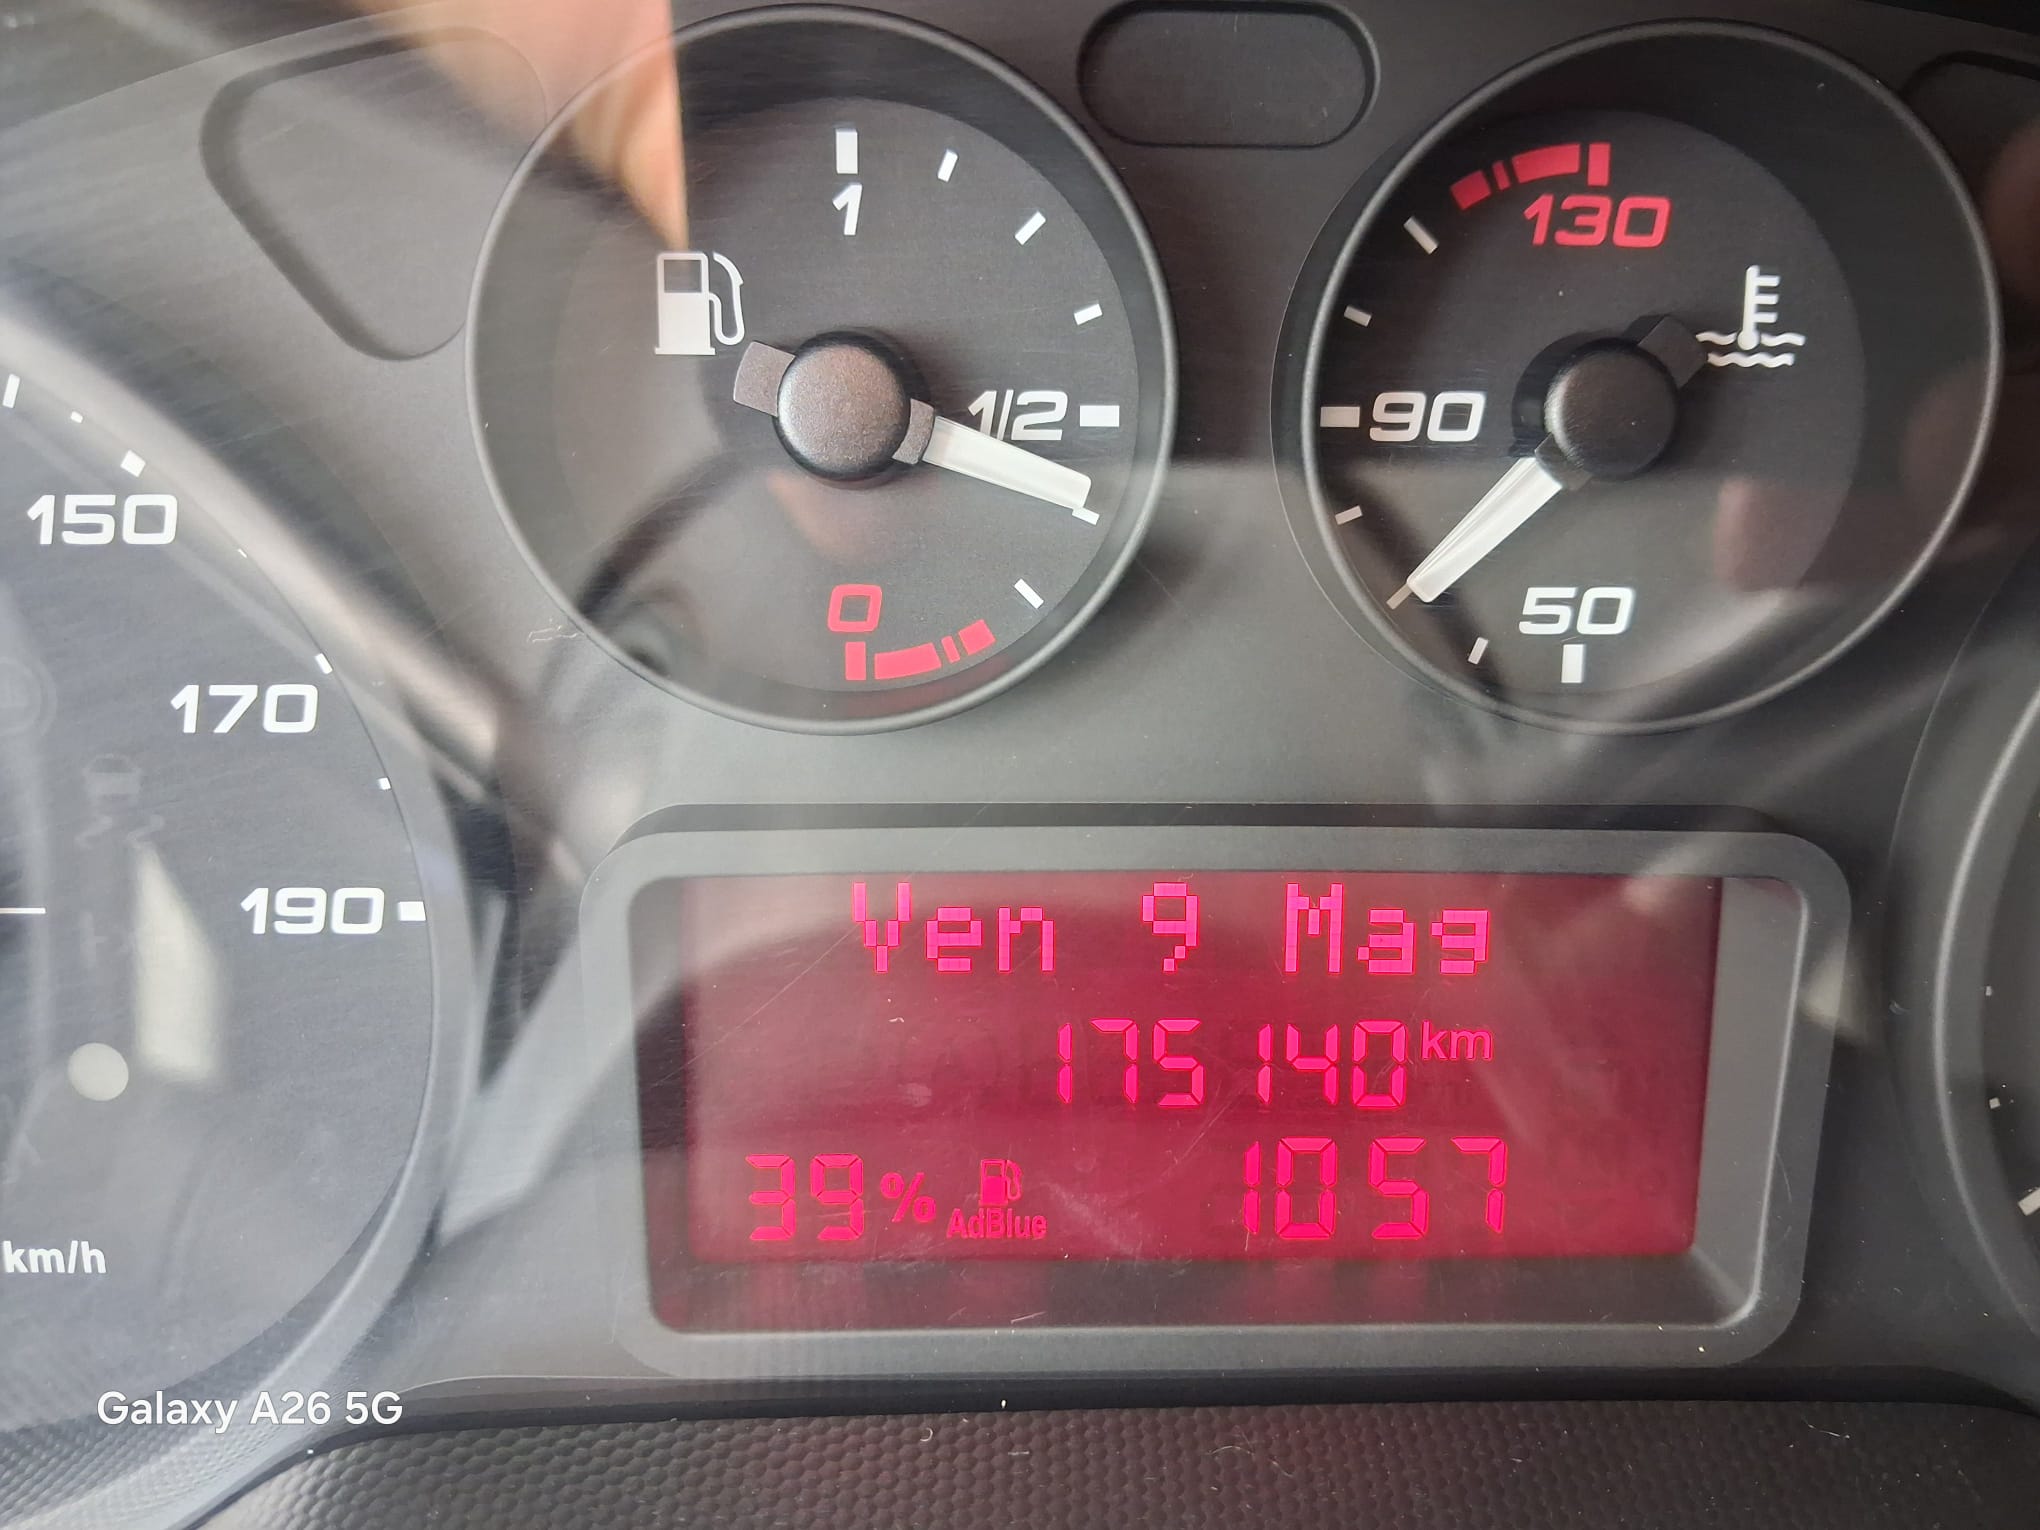 1
1/2
0
130
90
50
150
170
190
km/h
Ven 9 Mag
175140 km
39% AdBlue 1057
Galaxy A26 5G